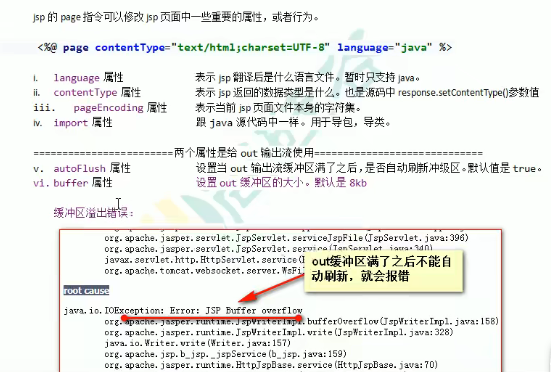 jsp 的 page 指令可以修改 jsp 页面中一些重要的属性，或者行为。
<%@ page contentType="text/html;charset=UTF-8" language="java" %>
i. language 属性 表示 jsp 翻译后是什么语言文件。暂时只支持 java。
ii. contentType 属性 表示 jsp 返回的数据类型是什么。也是源码中 response.setContentType()参数值
iii. pageEncoding 属性 表示当前 jsp 页面文件本身的字符集。
iv. import 属性 跟 java 源代码中一样。用于导包，导类。
========================两个属性是给 out 输出流使用=============================
v. autoFlush 属性 设置当 out 输出流缓冲区满了之后，是否自动刷新冲级区。默认值是 true。
vi. buffer 属性 设置 out 缓冲区的大小。默认是 8kb
缓冲区溢出错误：
org.apache.jasper.servlet.JspServlet.serviceJspFile(JspServlet.java:396)
org.apache.jasper.servlet.JspServlet.service(JspServlet.java:340)
javax.servlet.http.HttpServlet.service(
org.apache.tomcat.websocket.server.WsFil
out缓冲区满了之后不能自
动刷新，就会报错
root cause
java.io.IOException: Error: JSP Buffer overflow
org.apache.jasper.runtime.JspWriterImpl.bufferOverflow(JspWriterImpl.java:158)
org.apache.jasper.runtime.JspWriterImpl.write(JspWriterImpl.java:328)
java.io.Writer.write(Writer.java:157)
org.apache.jsp.b_jsp._jspService(b_jsp.java:159)
org.apache.jasper.runtime.HttpJspBase.service(HttpJspBase.java:70)